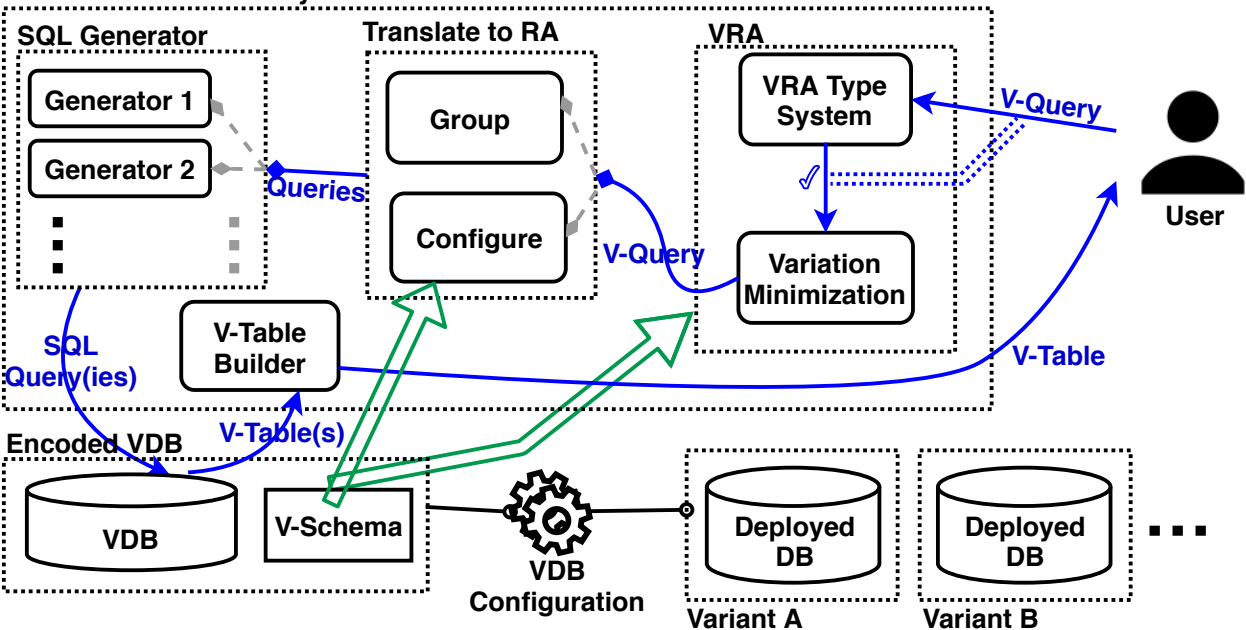 SQL Generator
Translate to RA
VRA
Generator 1
Generator 2
Group
Configure
Queries
VRA Type
System
V-Query
User
V-Query
Variation
Minimization
V-Table
Builder
SQL
Query(ies)
V-Table
V-Table(s)
Encoded VDB
VDB
V-Schema
VDB
Configuration
Deployed
DB
Deployed
DB
Variant A
Variant B